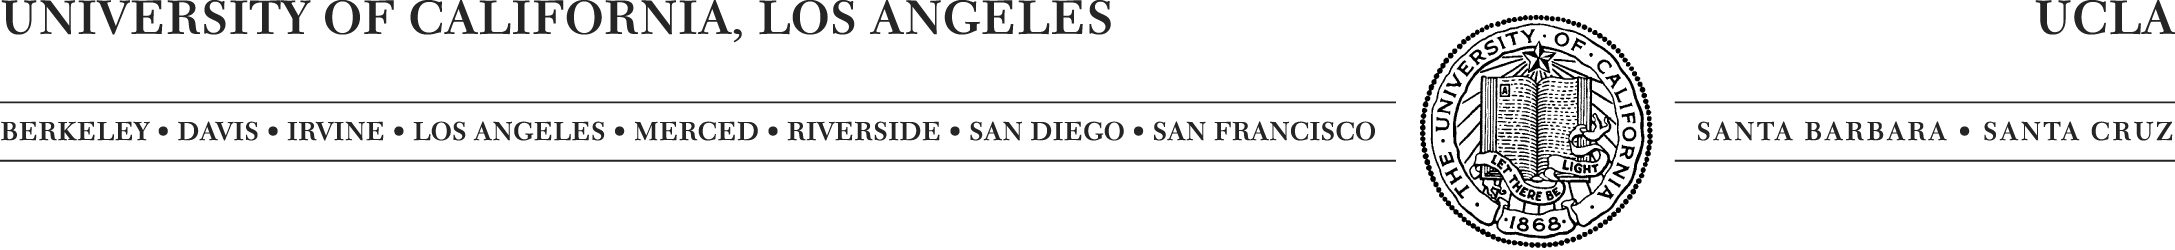 UNIVERSITY OF CALIFORNIA, LOS ANGELES
UCLA
BERKELEY • DAVIS • IRVINE • LOS ANGELES • MERCED • RIVERSIDE • SAN DIEGO • SAN FRANCISCO
SANTA BARBARA • SANTA CRUZ
THE · UNIVERSITY · OF · CALIFORNIA ·
A
LET THERE BE LIGHT
·1868·